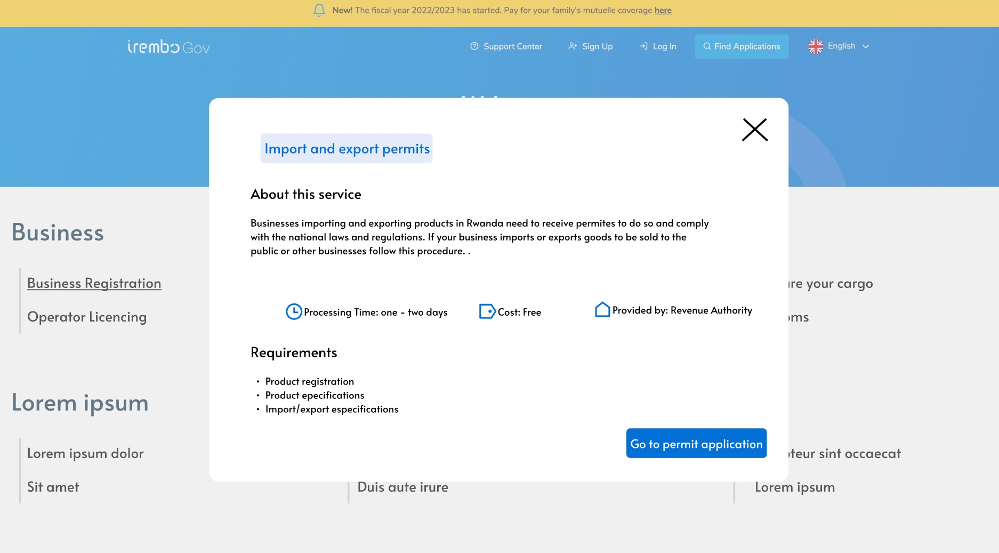 New! The fiscal year 2022/2023 has started. Pay for your family's mutuelle coverage here
irembo Gov
Support Center
Sign Up
Log In
Find Applications
English
Import and export permits
About this service
Businesses importing and exporting products in Rwanda need to receive permites to do so and comply
with the national laws and regulations. If your business imports or exports goods to be sold to the
public or other businesses follow this procedure. .
Processing Time: one - two days
Cost: Free
Provided by: Revenue Authority
Requirements
• Product registration
• Product epecifications
• Import/export especifications
Go to permit application
Business
Business Registration
Operator Licencing
your cargo
Lorem ipsum
Lorem ipsum dolor
Sit amet
Duis aute irure
sint occaecat
Lorem ipsum